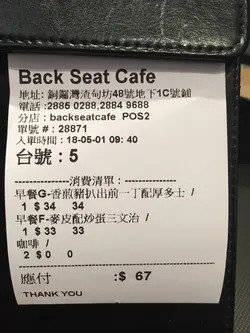 Back Seat Cafe
地址: 銅鑼灣渣甸坊48號地下1C號鋪
電話 :2885 0288,2884 9688
分店 : backseatcafe POS2
單號 # : 28871
入單時間 : 18-05-01 09: 40
台號 : 5
----------消費清單 :----------
早餐G-香煎豬扒出前一丁配厚多士 /
1 $ 34 34
早餐F-麥皮配炒蛋三文治 /
1 $ 33 33
咖啡 /
2 $ 0 0
應付 :$ 67
THANK YOU